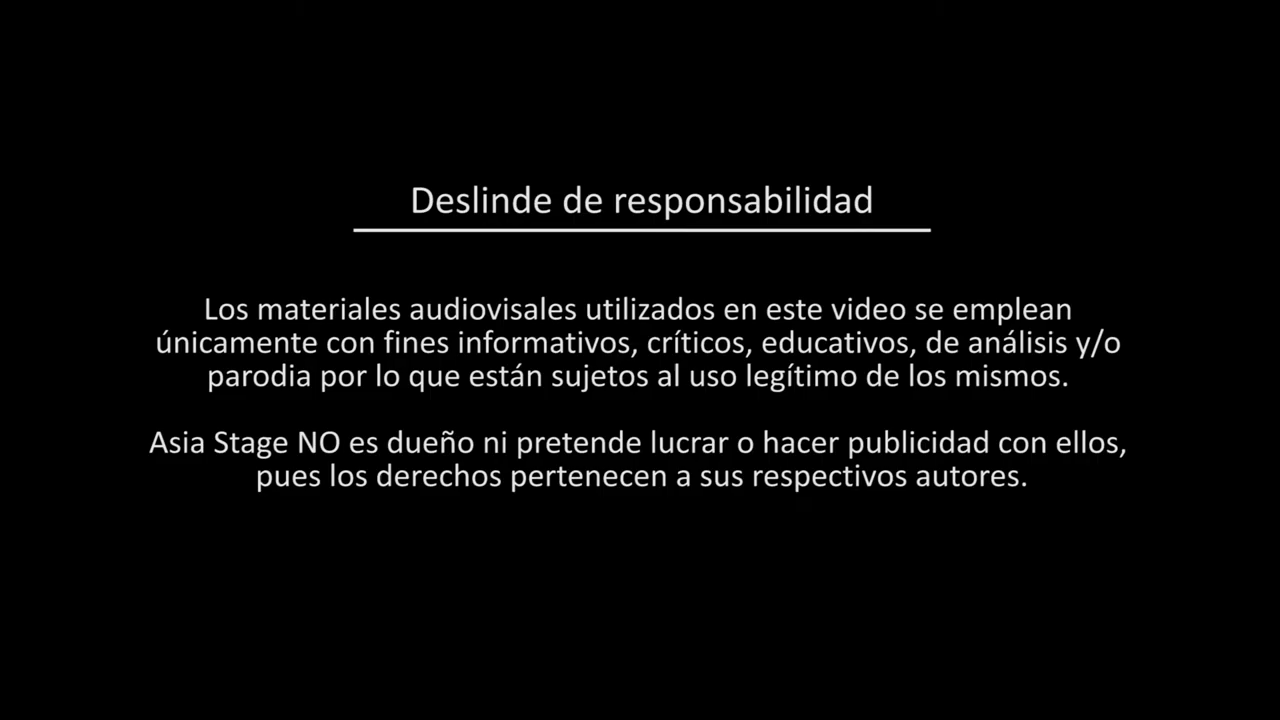 Deslinde de responsabilidad
Los materiales audiovisales utilizados en este video se emplean
únicamente con fines informativos, críticos, educativos, de análisis y/o
parodia por lo que están sujetos al uso legítimo de los mismos.
Asia Stage NO es dueño ni pretende lucrar o hacer publicidad con ellos,
pues los derechos pertenecen a sus respectivos autores.